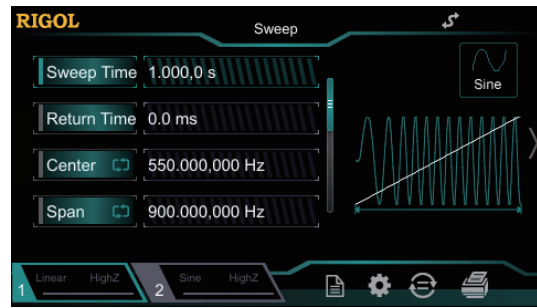 RIGOL
Sweep
Sweep Time 1.000,0 s
Sine
Return Time 0.0 ms
Center 550.000,000 Hz
Span 900.000,000 Hz
1 Linear HighZ
2 Sine HighZ